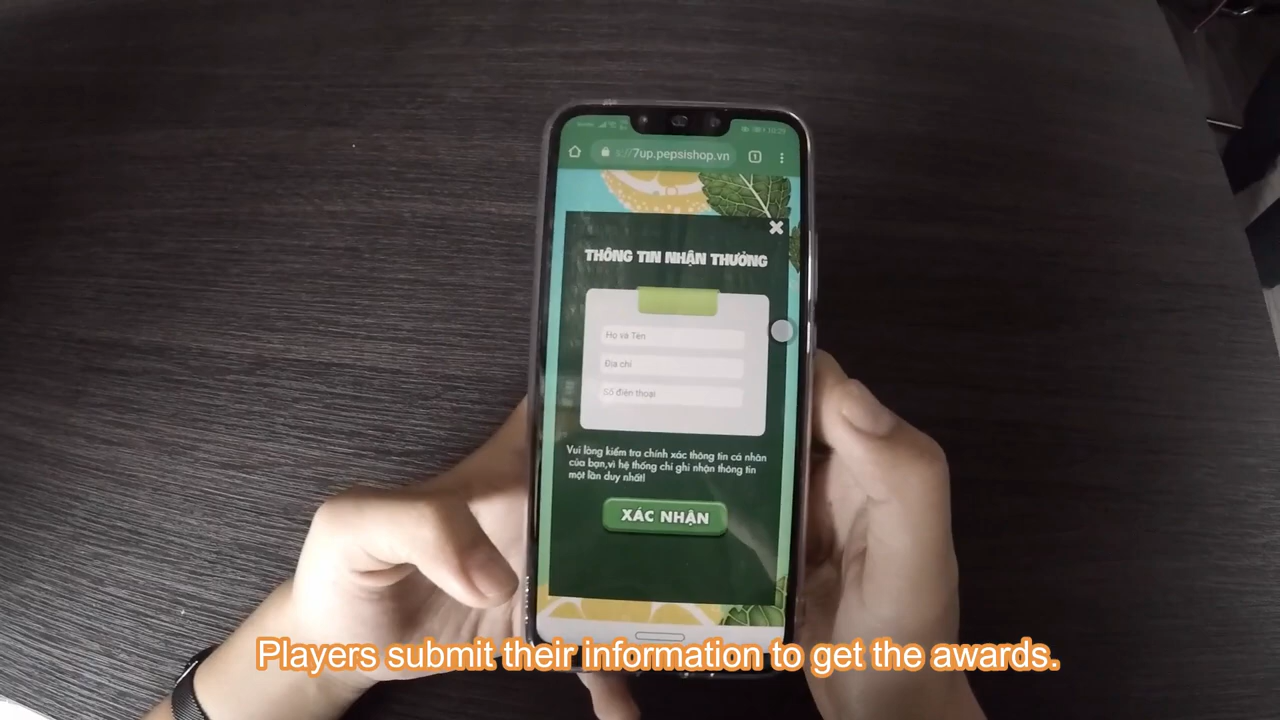 ://7up.pepsishop.vn
1
THÔNG TIN NHẬN THƯỞNG
Họ và Tên
Địa chỉ
Số điện thoại
Vui lòng kiểm tra chính xác thông tin cá nhân
của bạn,vì hệ thống chỉ ghi nhận thông tin
một lần duy nhất!
XÁC NHẬN
Players submit their information to get the awards.